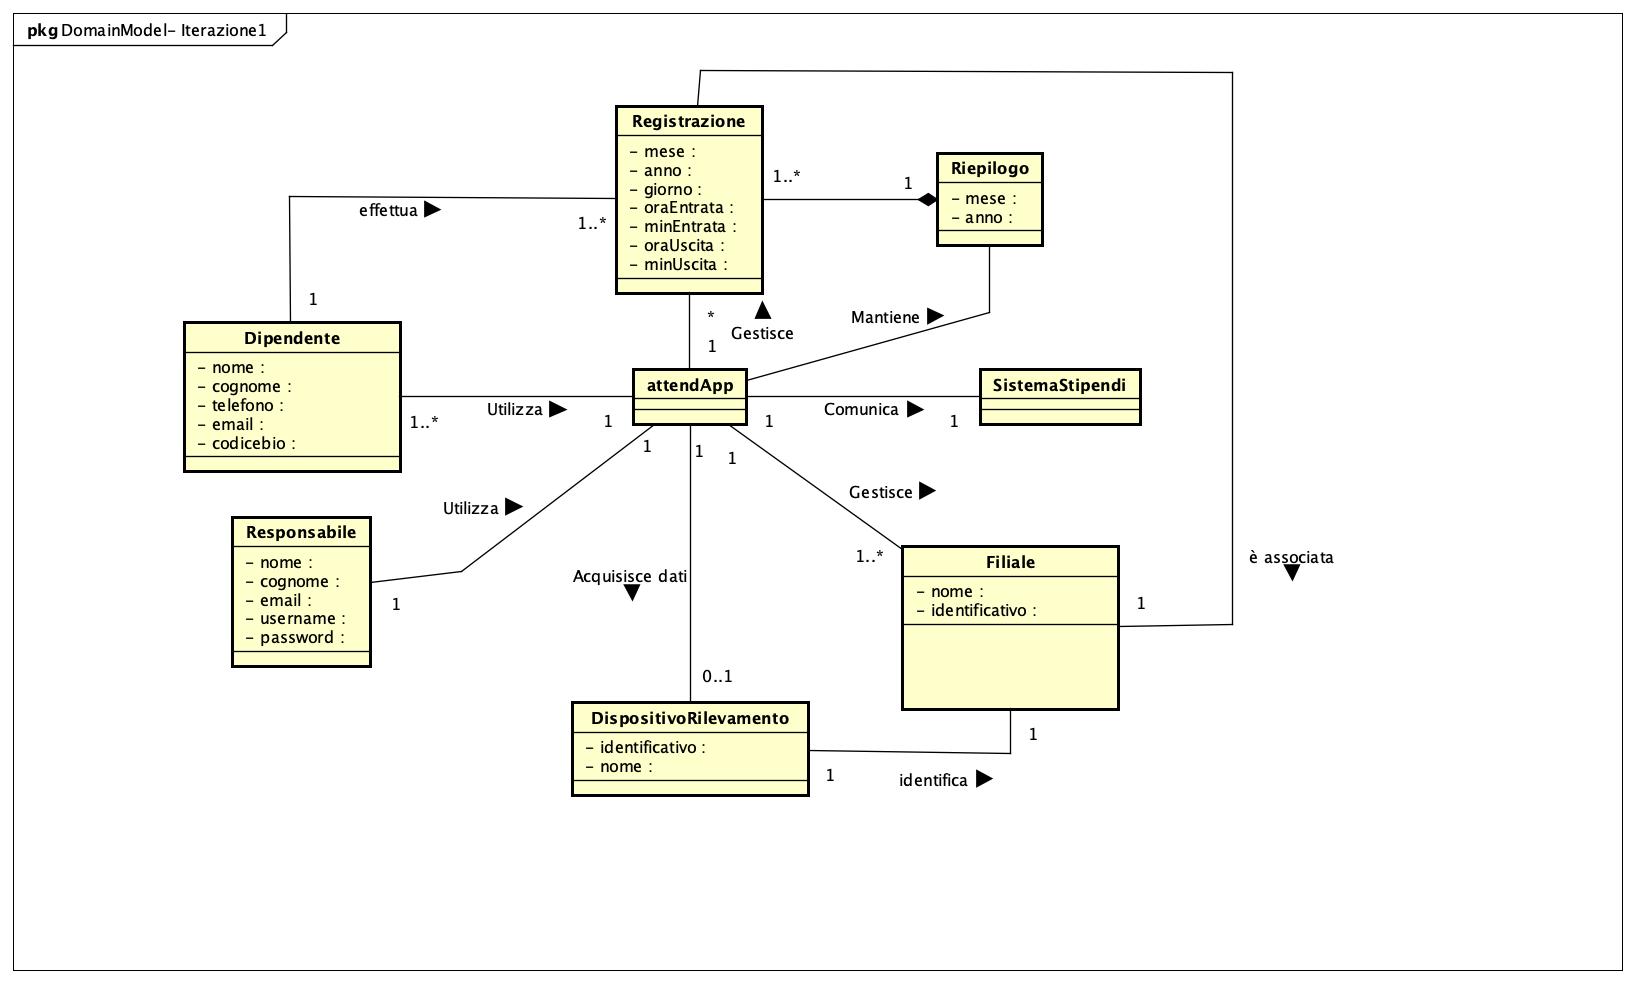 pkg DomainModel- Iterazione1
Registrazione
- mese :
- anno :
- giorno :
- oraEntrata :
- minEntrata :
- oraUscita :
- minUscita :
1..*
1
Riepilogo
- mese :
- anno :
effettua
1..*
1
Dipendente
- nome :
- cognome :
- telefono :
- email :
- codicebio :
*
Gestisce
1
Mantiene
attendApp
SistemaStipendi
1..*
Utilizza
1
1
Comunica
1
1
1
1
Utilizza
Gestisce
Responsabile
- nome :
- cognome :
- email :
- username :
- password :
1
Acquisisce dati
0..1
1..*
Filiale
- nome :
- identificativo :
1
è associata
DispositivoRilevamento
- identificativo :
- nome :
1
identifica
1